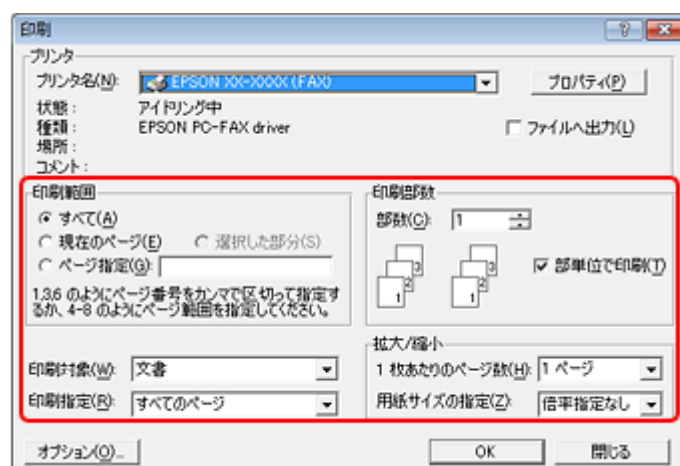 印刷
プリンタ
プリンタ名(N): EPSON XX-XXXX (FAX) プロパティ(P)
状態: アイドリング中
種類: EPSON PC-FAX driver ファイルへ出力(L)
場所:
コメント:
印刷範囲 印刷部数
すべて(A) 部数(C): 1
現在のページ(E) 選択した部分(S)
ページ指定(G): 部単位で印刷(T)
1,3,6 のようにページ番号をカンマで区切って指定す
るか、4-8 のようにページ範囲を指定してください。
3 3
2 2
1 1
拡大/縮小
印刷対象(W): 文書 1 枚あたりのページ数(H): 1 ページ
印刷指定(R): すべてのページ 用紙サイズの指定(Z): 倍率指定なし
オプション(O)... OK 閉じる